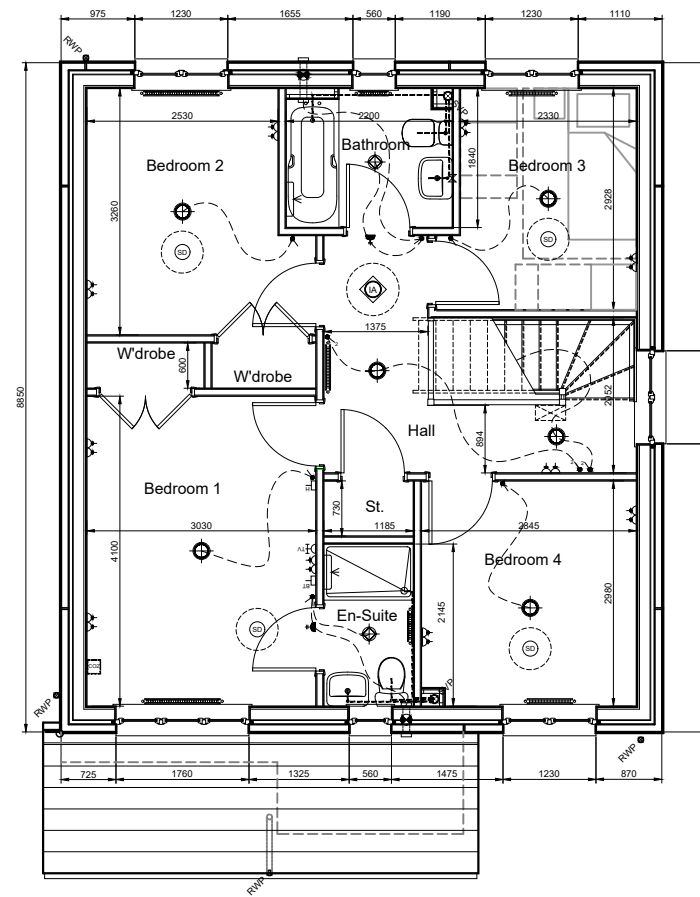 975 1230 1655 560 1190 1230 1110
RWP
2530 2200 2330
Bathroom
Bedroom 2
Bedroom 3
1840
2928
3260
SD
SD
IA
1375
W'drobe
600
W'drobe
2952
8850
Hall
894
Bedroom 1
730
St.
3030 1185 2845
4100
TV
Bedroom 4
2980
2145
En-Suite
SD
SD
CO2
RWP
RWP
725 1760 1325 560 1475 1230 870
RWP